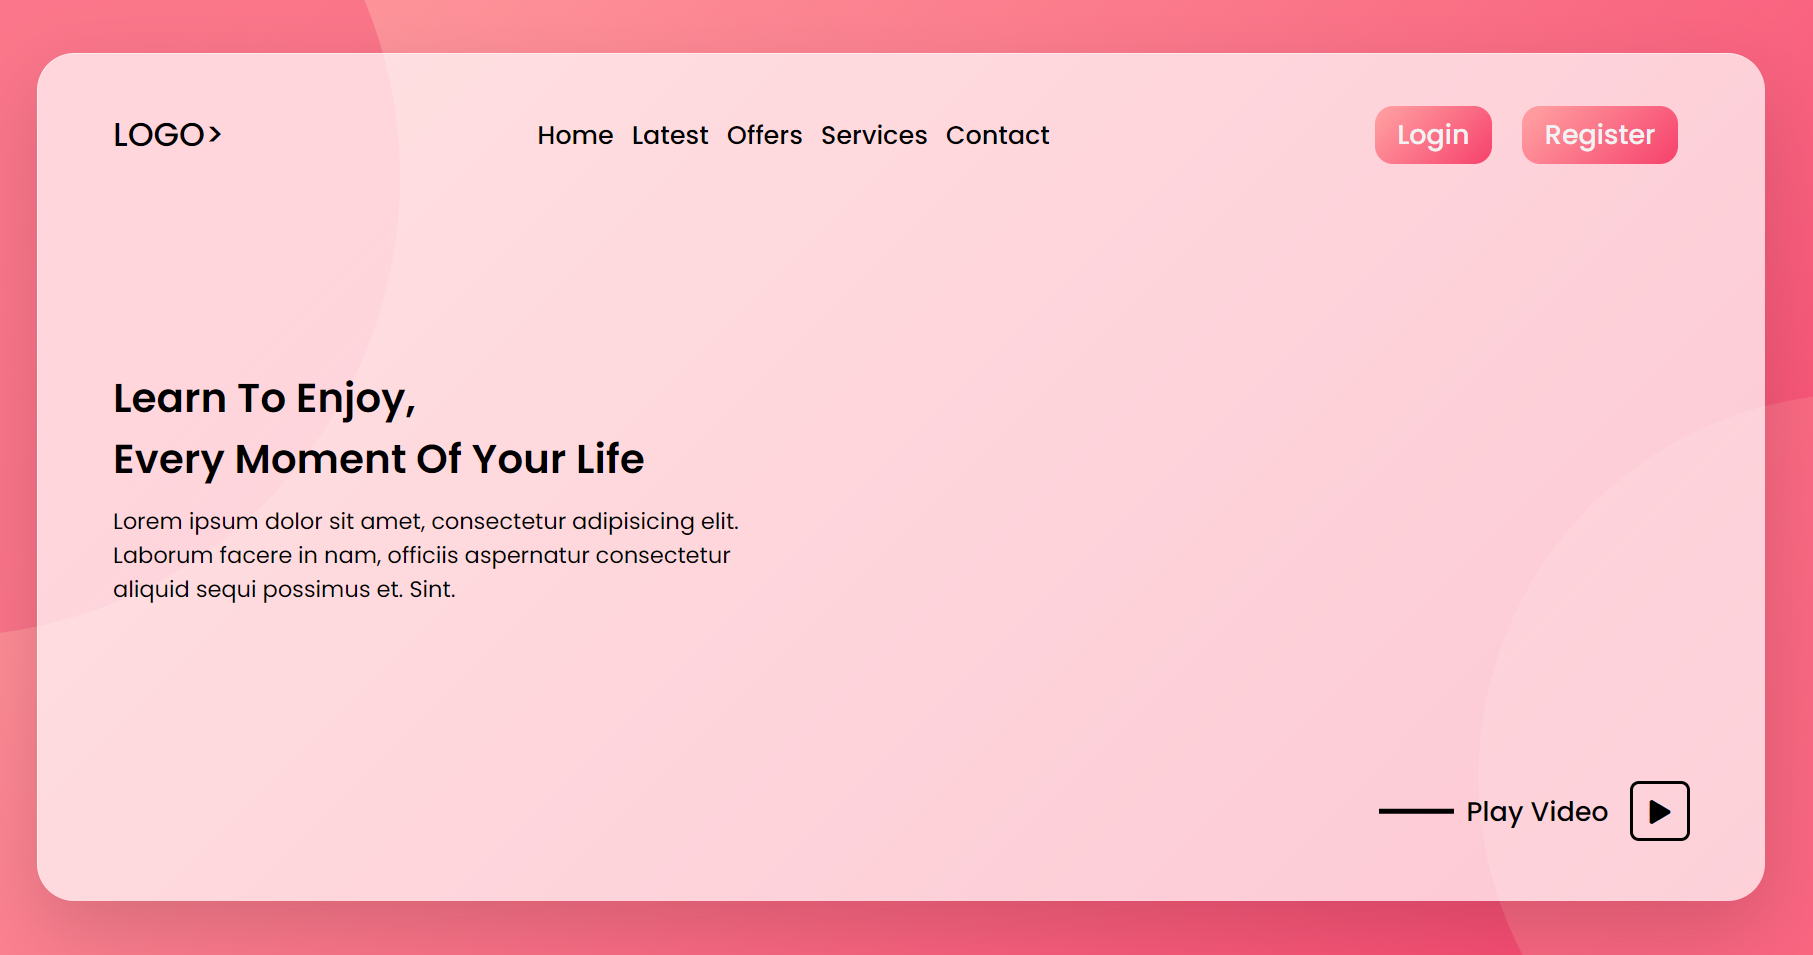 LOGO>
Home Latest Offers Services Contact
Login
Register
Learn To Enjoy,
Every Moment Of Your Life
Lorem ipsum dolor sit amet, consectetur adipisicing elit.
Laborum facere in nam, officiis aspernatur consectetur
aliquid sequi possimus et. Sint.
Play Video